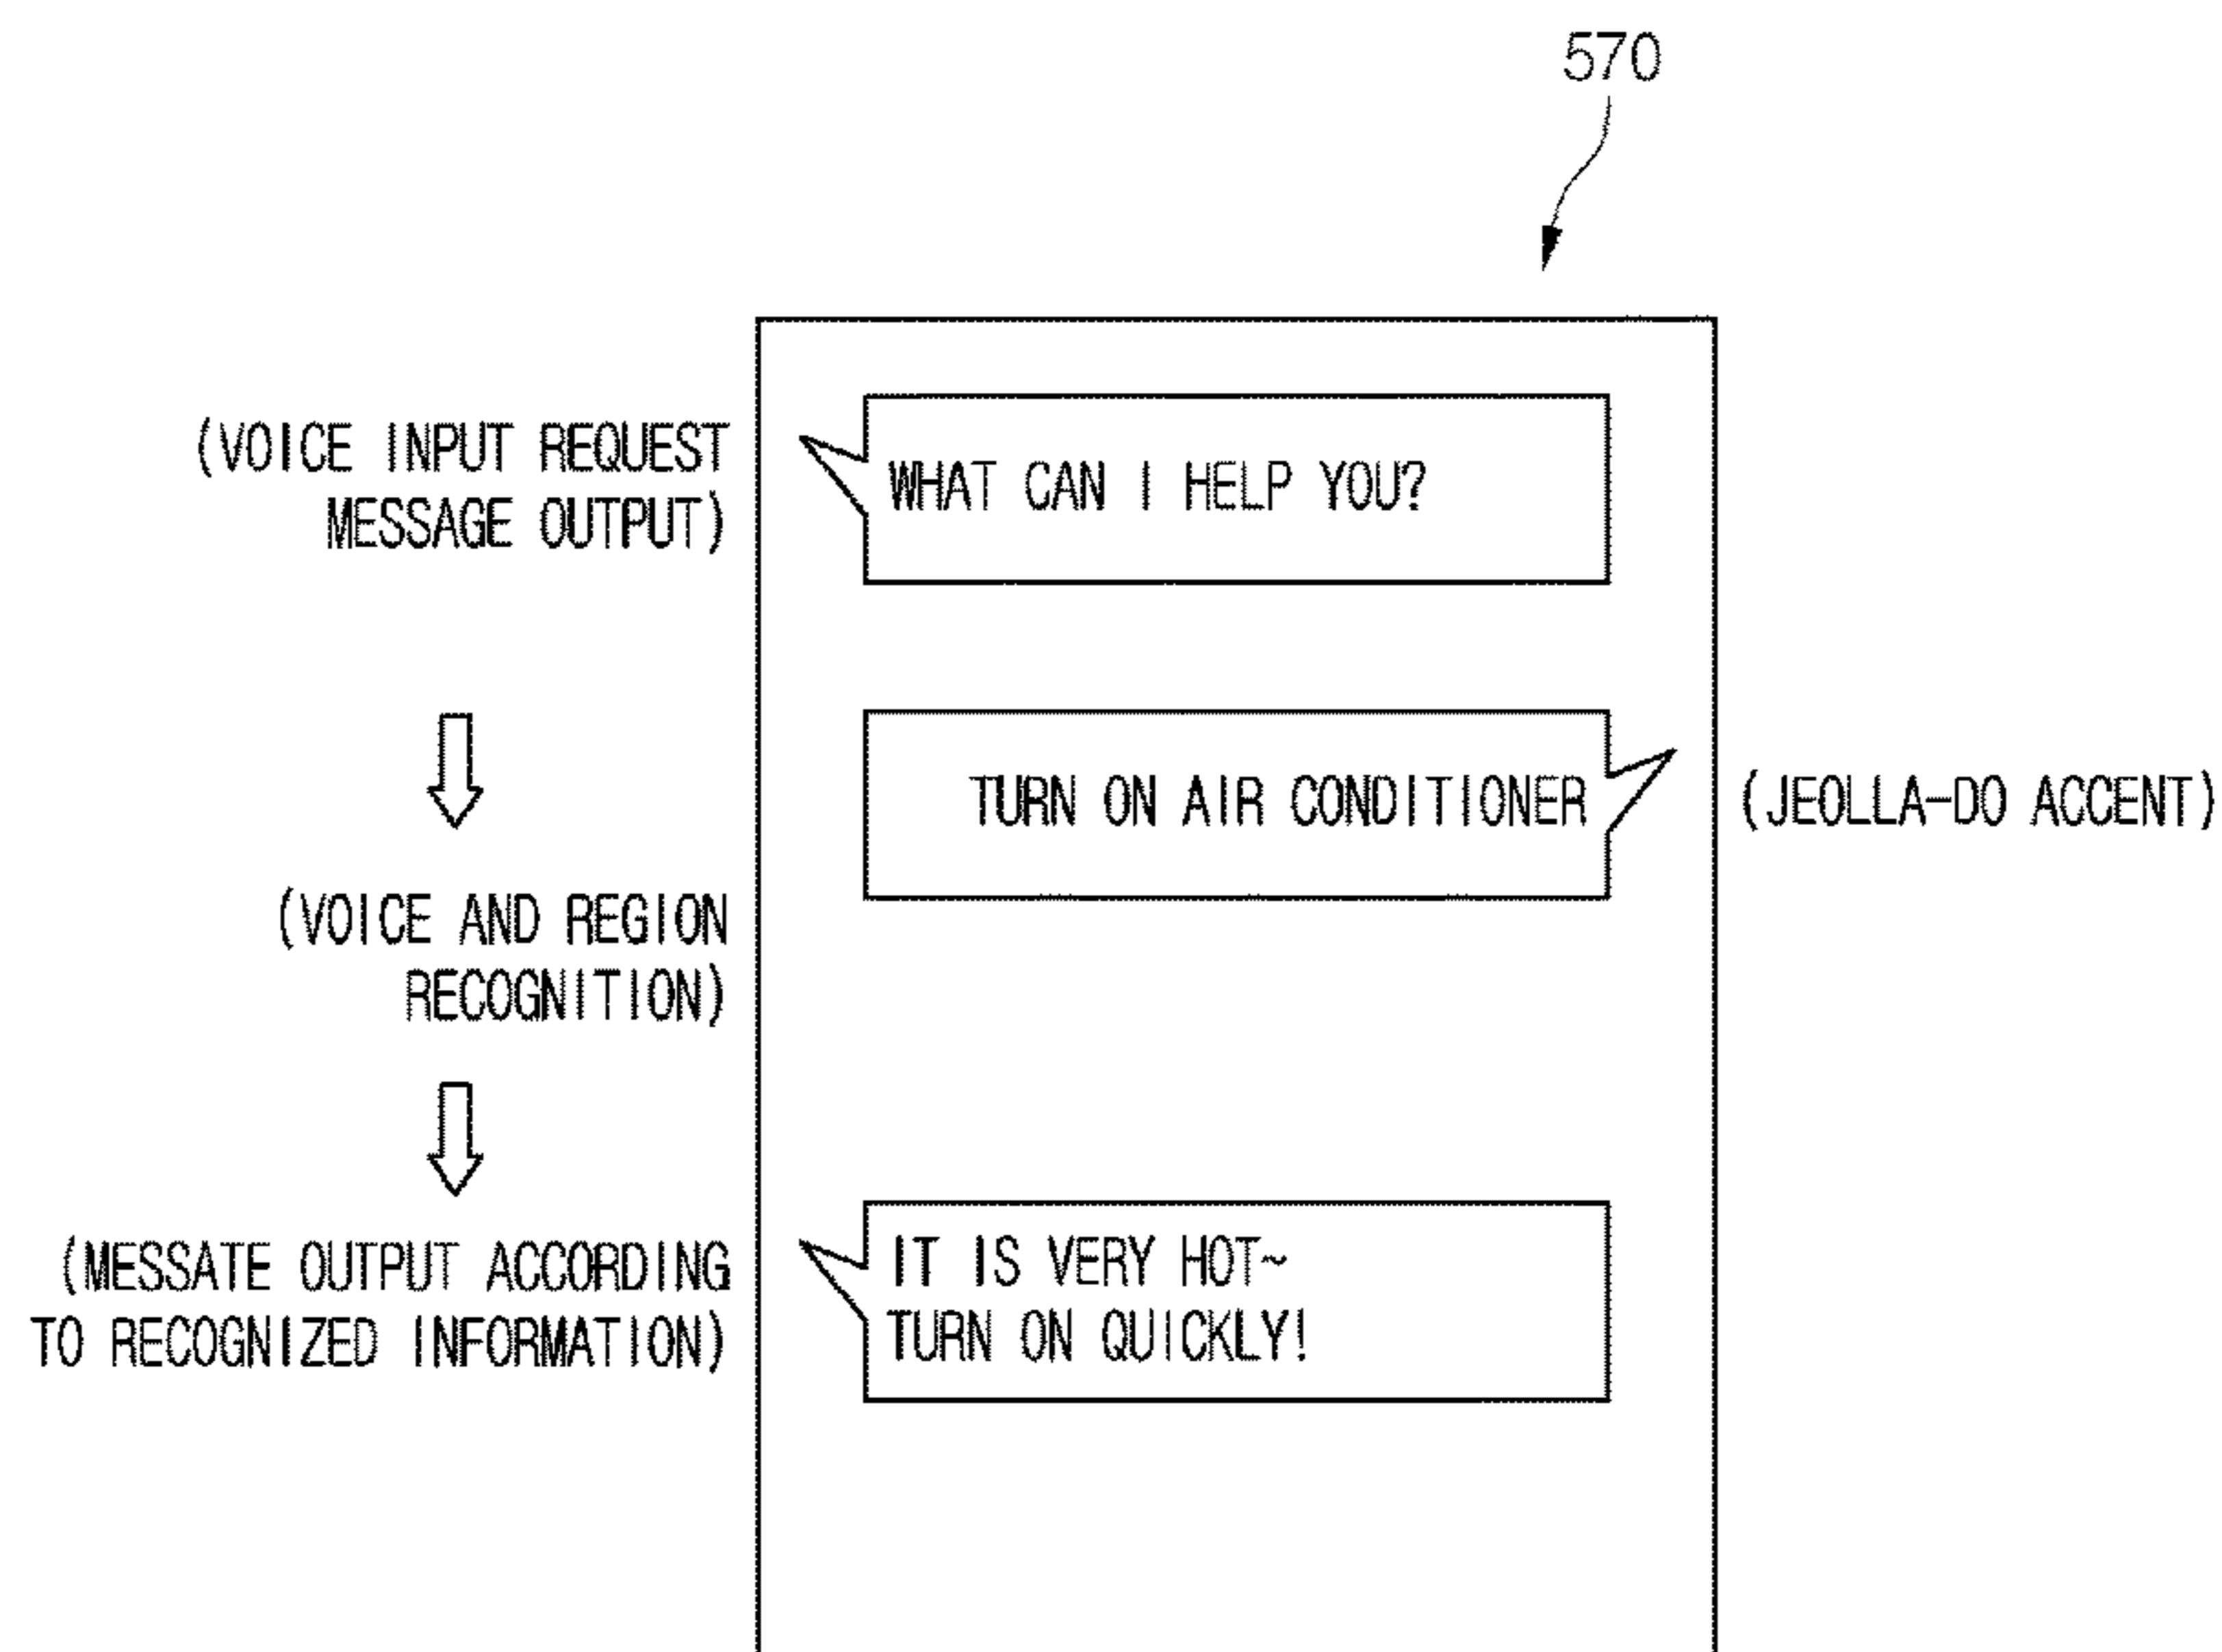 570
(VOICE INPUT REQUEST
MESSAGE OUTPUT)
WHAT CAN I HELP YOU?
TURN ON AIR CONDITIONER
(JEOLLA-DO ACCENT)
(VOICE AND REGION
RECOGNITION)
(MESSATE OUTPUT ACCORDING
TO RECOGNIZED INFORMATION)
IT IS VERY HOT~
TURN ON QUICKLY!